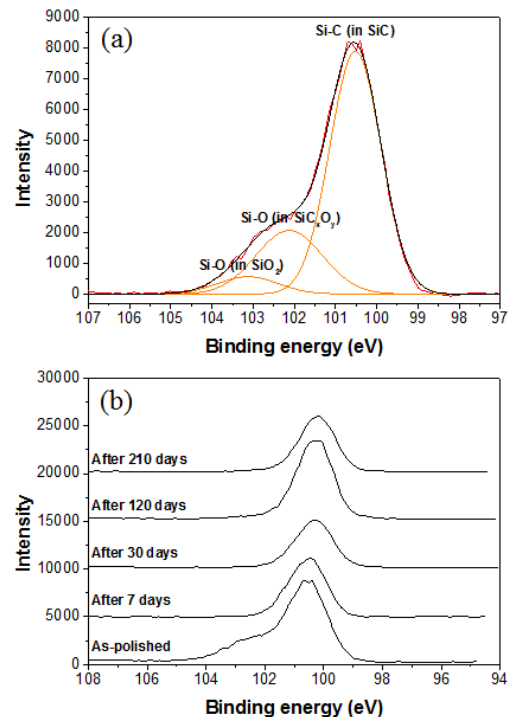 (a)
Si-C (in SiC)
Si-O (in SiCxOy)
Si-O (in SiO2)
9000
8000
7000
6000
5000
4000
3000
2000
1000
0
Intensity
107 106 105 104 103 102 101 100 99 98 97
Binding energy (eV)
(b)
30000
25000
20000
15000
10000
5000
0
Intensity
After 210 days
After 120 days
After 30 days
After 7 days
As-polished
108 106 104 102 100 98 96 94
Binding energy (eV)